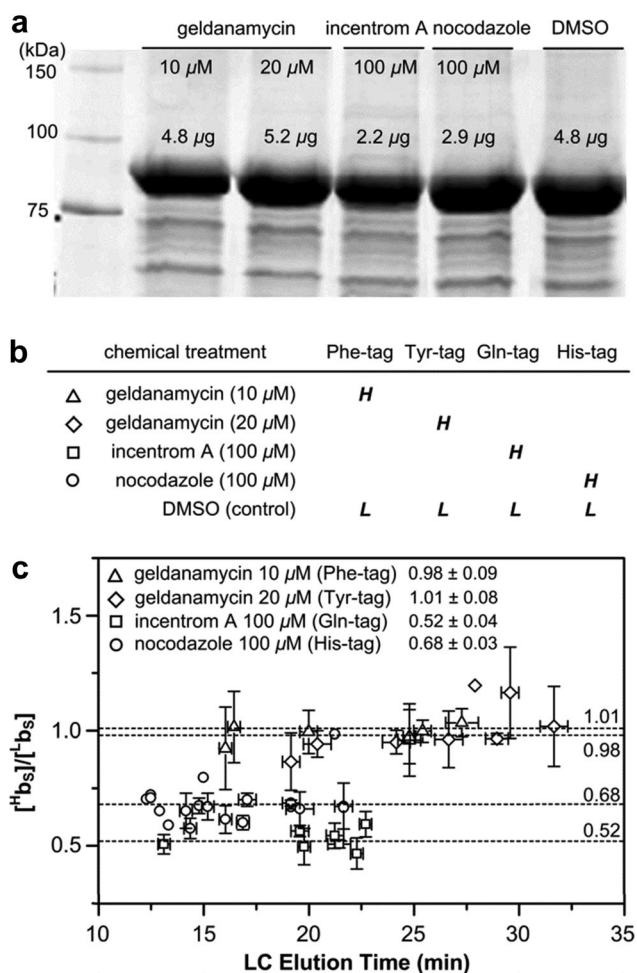 a
geldanamycin incentrom A nocodazole DMSO
(kDa)
150 10 µM 20 µM 100 µM 100 µM
100 4.8 µg 5.2 µg 2.2 µg 2.9 µg 4.8 µg
75
b
chemical treatment Phe-tag Tyr-tag Gln-tag His-tag
geldanamycin (10 µM) H
geldanamycin (20 µM) H
incentrom A (100 µM) H
nocodazole (100 µM) H
DMSO (control) L L L L
c
geldanamycin 10 µM (Phe-tag) 0.98 ± 0.09
geldanamycin 20 µM (Tyr-tag) 1.01 ± 0.08
incentrom A 100 µM (Gln-tag) 0.52 ± 0.04
nocodazole 100 µM (His-tag) 0.68 ± 0.03
1.5
1.0
0.5
[ᴴbₛ]/[ᴸbₛ]
1.01
0.98
0.68
0.52
10 15 20 25 30 35
LC Elution Time (min)